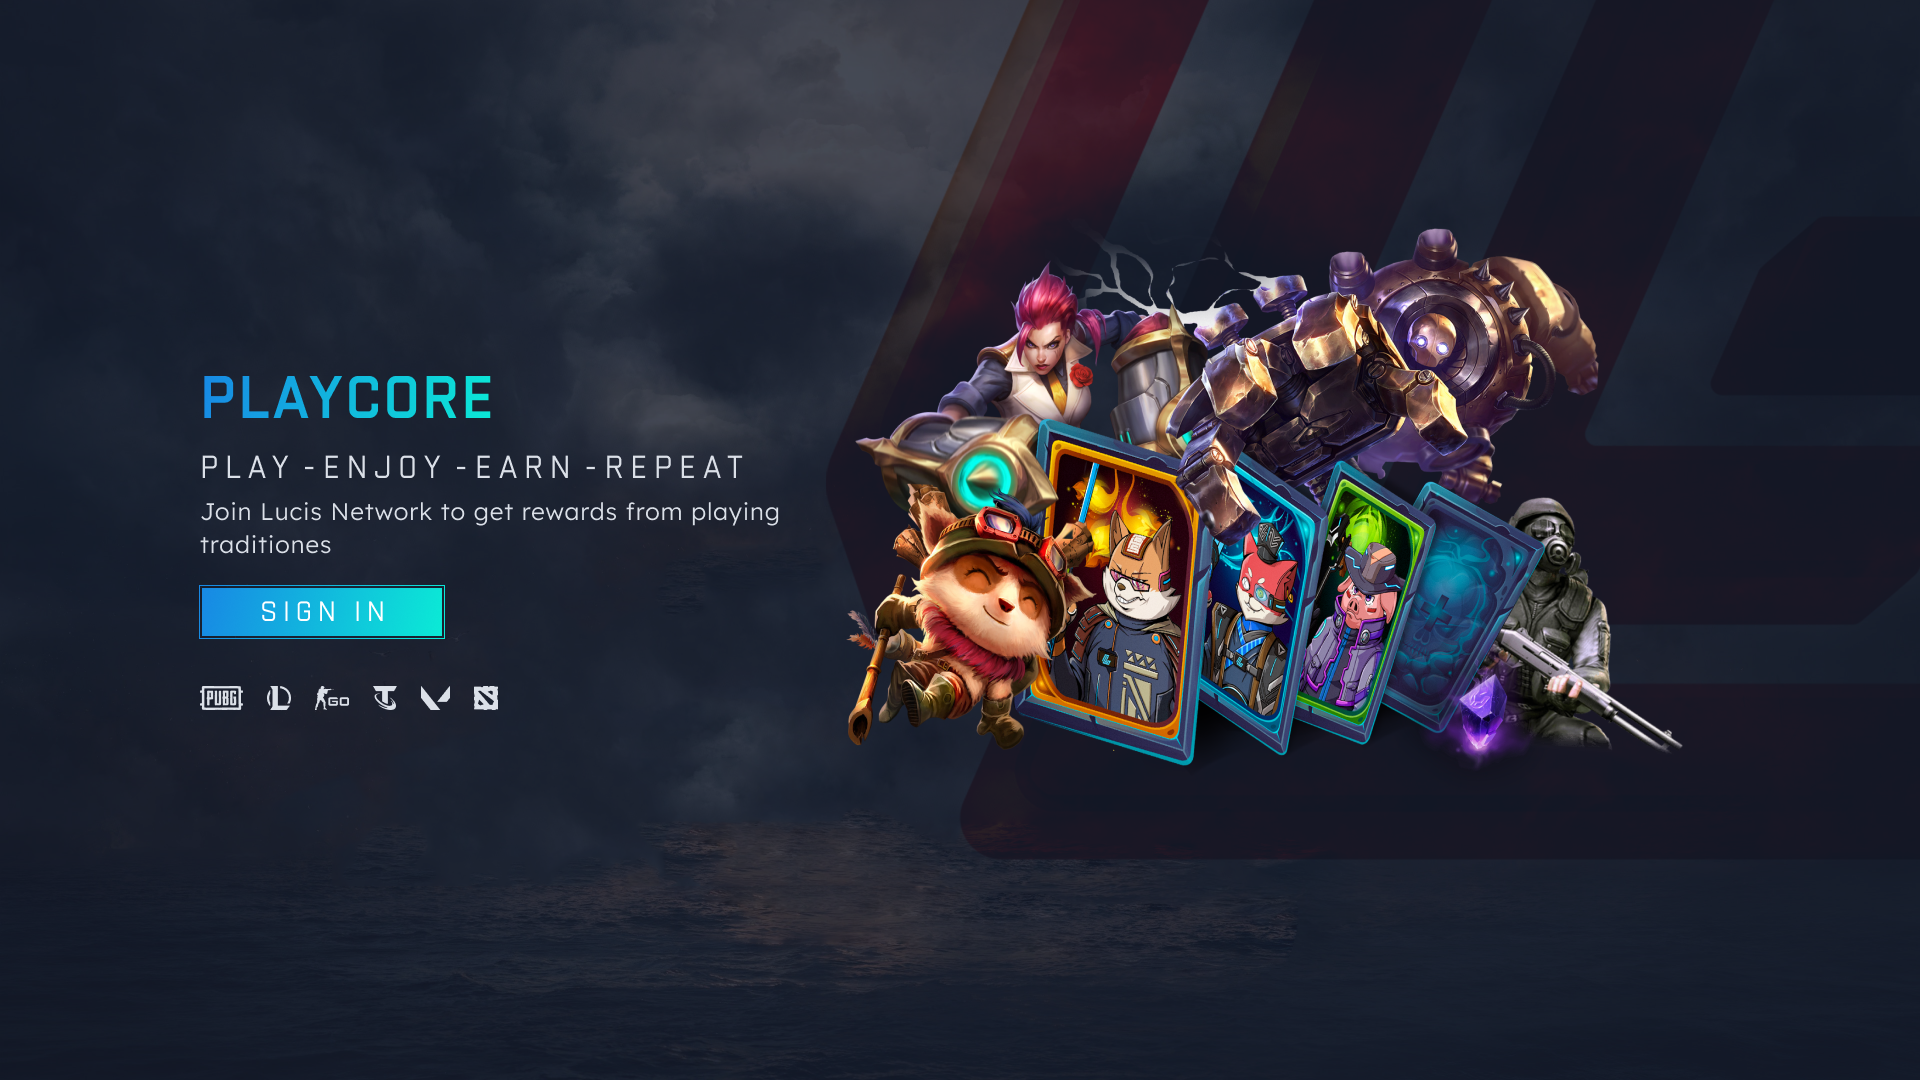 PLAYCORE
PLAY - ENJOY - EARN - REPEAT
Join Lucis Network to get rewards from playing
traditiones
SIGN IN
PUBG
GO